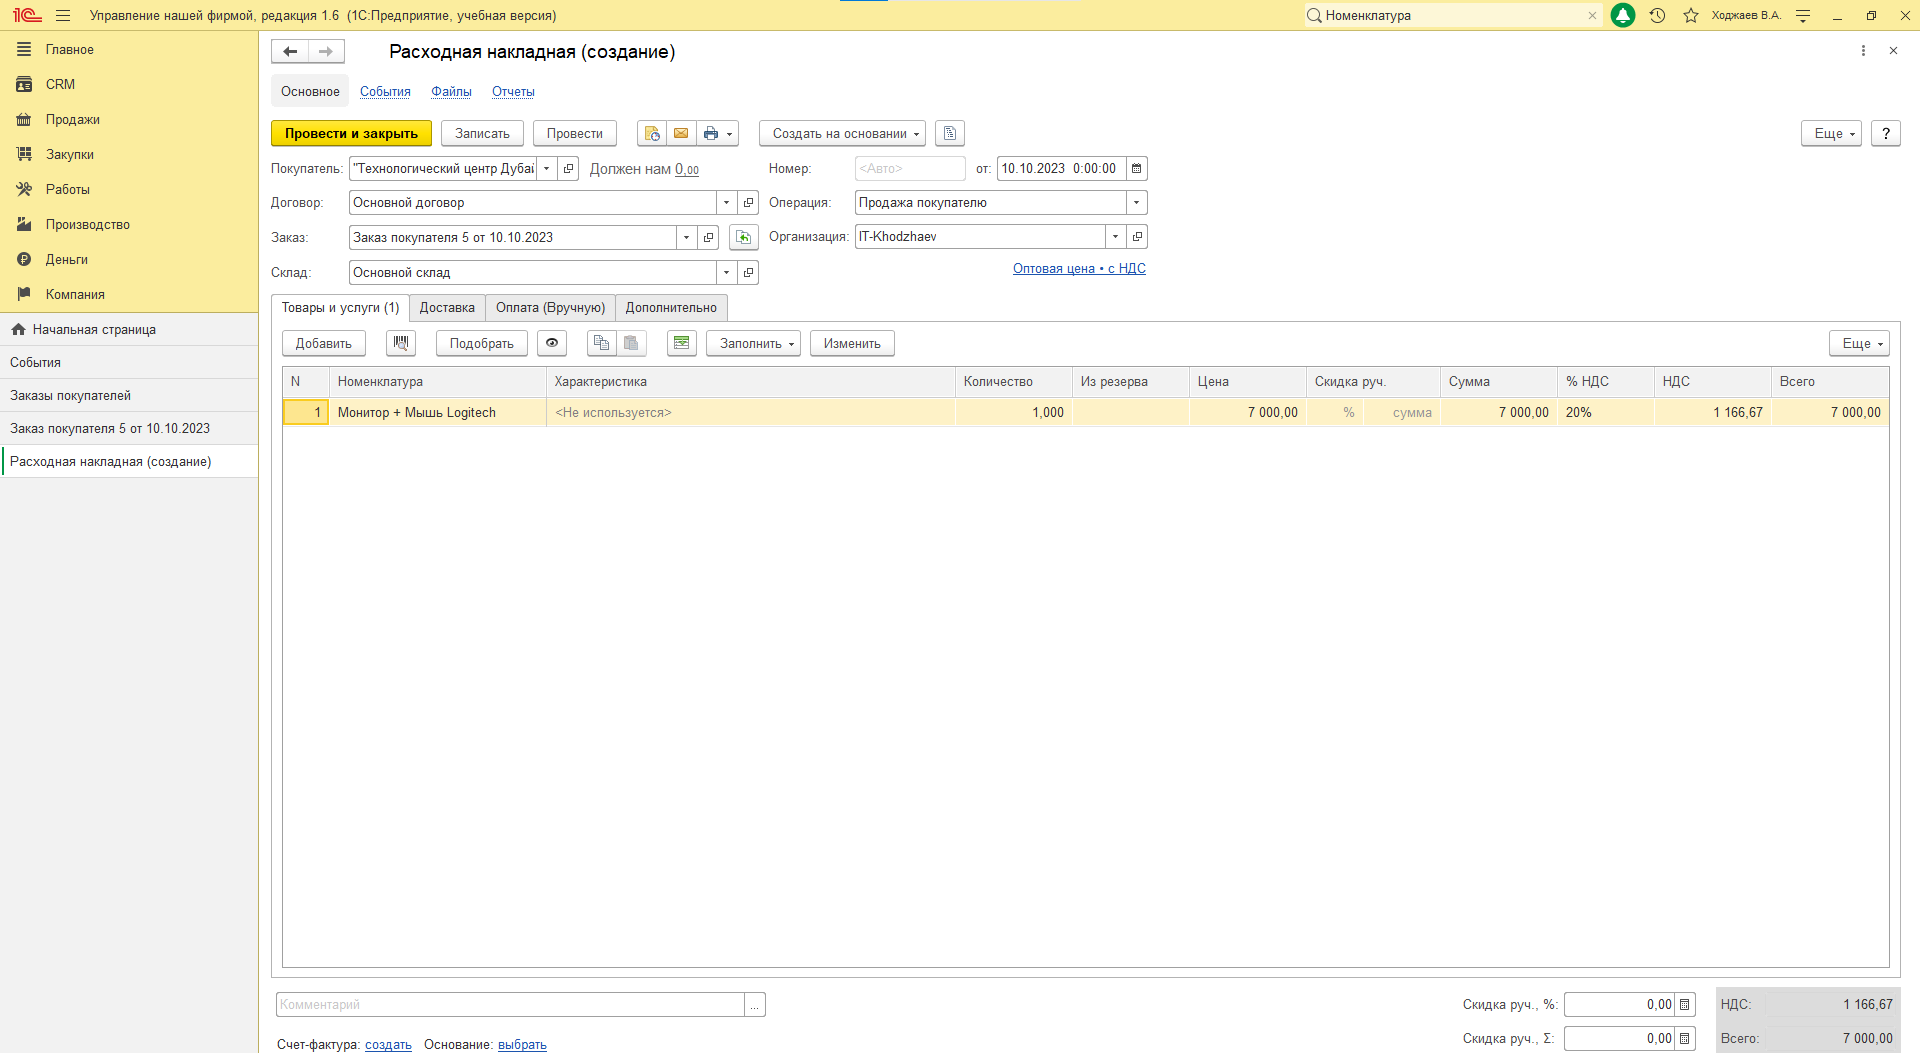 Управление нашей фирмой, редакция 1.6 (1С:Предприятие, учебная версия)
Номенклатура
Ходжаев В.А.
Главное
CRM
Продажи
Закупки
Работы
Производство
Деньги
Компания
Начальная страница
События
Заказы покупателей
Заказ покупателя 5 от 10.10.2023
Расходная накладная (создание)
Расходная накладная (создание)
Основное События Файлы Отчеты
Провести и закрыть Записать Провести Создать на основании Еще ?
Покупатель: "Технологический центр Дубай Должен нам 0,00 Номер: <Авто> от: 10.10.2023 0:00:00
Договор: Основной договор Операция: Продажа покупателю
Заказ: Заказ покупателя 5 от 10.10.2023 Организация: IT-Khodzhaev
Склад: Основной склад Оптовая цена • с НДС
Товары и услуги (1) Доставка Оплата (Вручную) Дополнительно
Добавить Подобрать Заполнить Изменить Еще
N Номенклатура Характеристика Количество Из резерва Цена Скидка руч. Сумма % НДС НДС Всего
1 Монитор + Мышь Logitech <Не используется> 1,000 7 000,00 % сумма 7 000,00 20% 1 166,67 7 000,00
Комментарий ... Скидка руч., %: 0,00 НДС: 1 166,67
Счет-фактура: создать Основание: выбрать Скидка руч., Σ: 0,00 Всего: 7 000,00